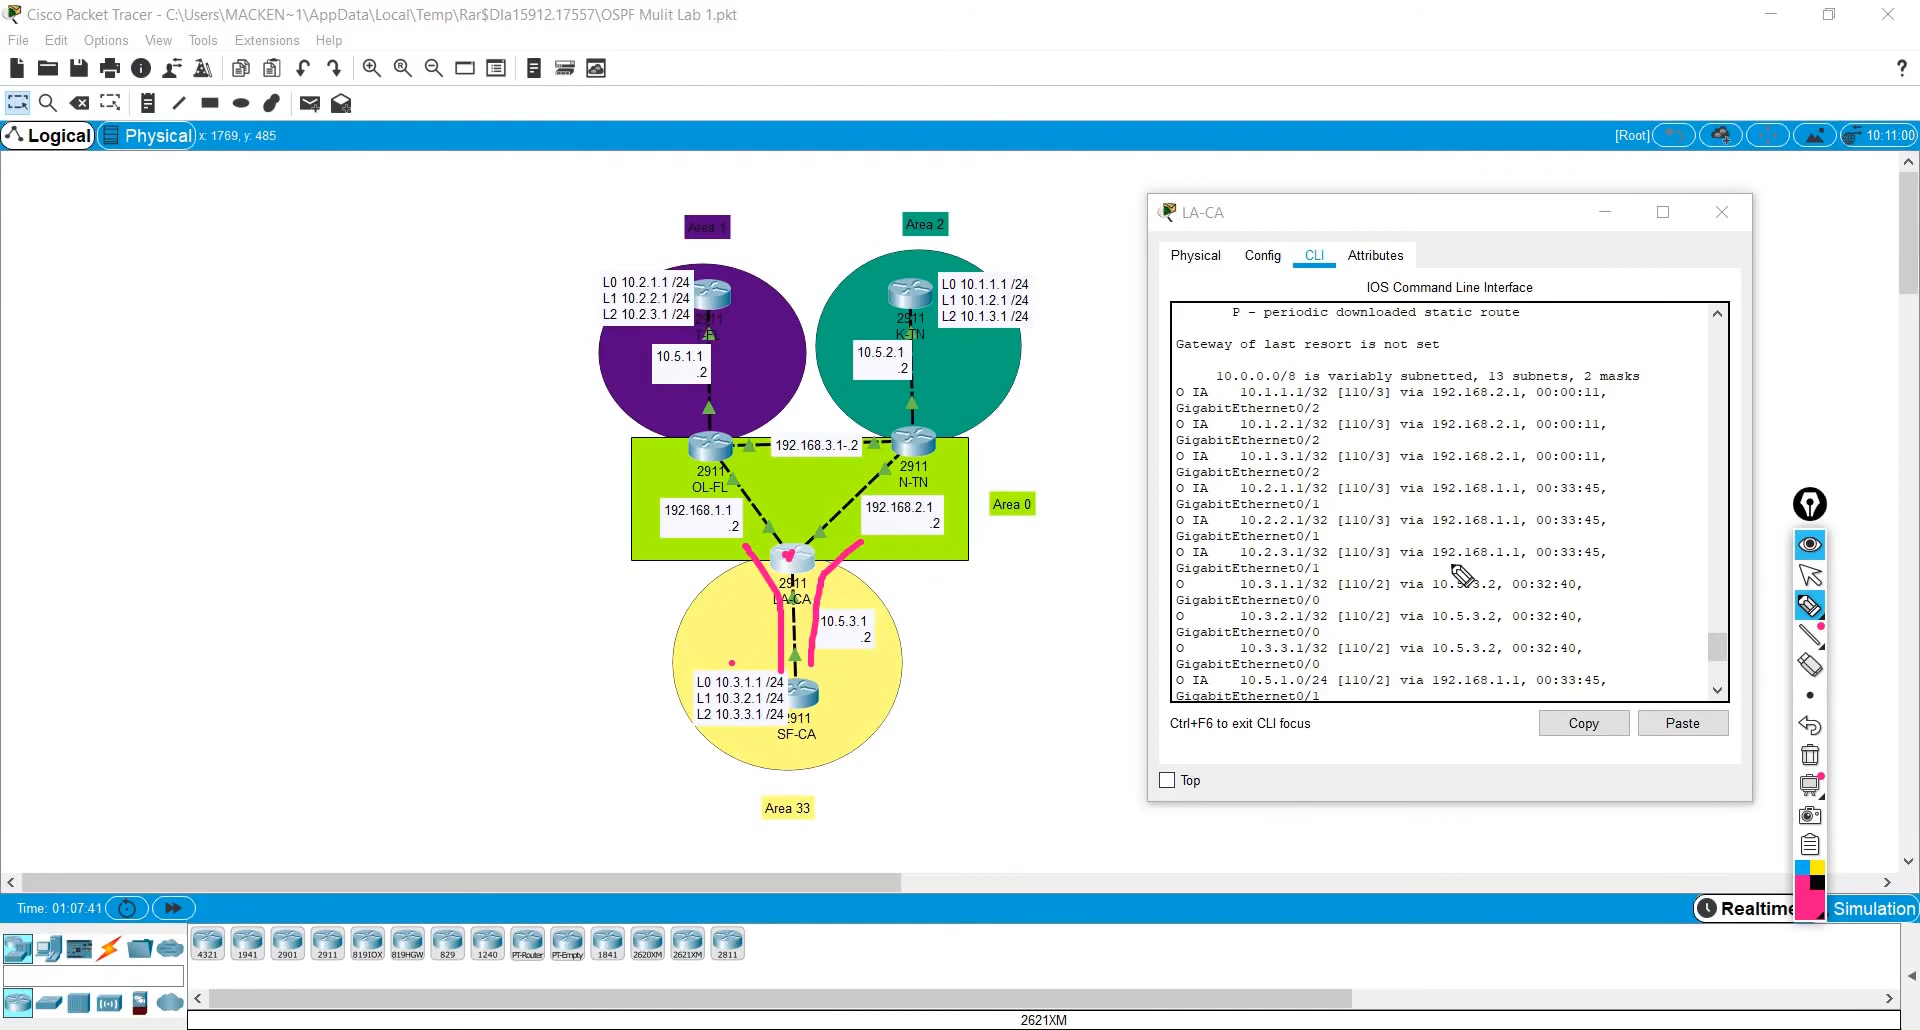 Cisco Packet Tracer - C:\Users\MACKEN~1\AppData\Local\Temp\Rar$DIa15912.17557\OSPF Mulit Lab 1.pkt
File Edit Options View Tools Extensions Help
Logical Physical x: 1769, y: 485
[Root] 10:11:00
Area 1
L0 10.2.1.1 /24
L1 10.2.2.1 /24
L2 10.2.3.1 /24
2911
10.5.1.1
.2
Area 2
L0 10.1.1.1 /24
L1 10.1.2.1 /24
L2 10.1.3.1 /24
2911
K-TN
10.5.2.1
.2
192.168.3.1-.2
2911
OL-FL
2911
N-TN
192.168.1.1
.2
192.168.2.1
.2
Area 0
2911
LA-CA
10.5.3.1
.2
L0 10.3.1.1 /24
L1 10.3.2.1 /24
L2 10.3.3.1 /24
2911
SF-CA
Area 33
LA-CA
Physical Config CLI Attributes
IOS Command Line Interface
P - periodic downloaded static route
Gateway of last resort is not set
10.0.0.0/8 is variably subnetted, 13 subnets, 2 masks
O IA 10.1.1.1/32 [110/3] via 192.168.2.1, 00:00:11,
GigabitEthernet0/2
O IA 10.1.2.1/32 [110/3] via 192.168.2.1, 00:00:11,
GigabitEthernet0/2
O IA 10.1.3.1/32 [110/3] via 192.168.2.1, 00:00:11,
GigabitEthernet0/2
O IA 10.2.1.1/32 [110/3] via 192.168.1.1, 00:33:45,
GigabitEthernet0/1
O IA 10.2.2.1/32 [110/3] via 192.168.1.1, 00:33:45,
GigabitEthernet0/1
O IA 10.2.3.1/32 [110/3] via 192.168.1.1, 00:33:45,
GigabitEthernet0/1
O 10.3.1.1/32 [110/2] via 10.5.3.2, 00:32:40,
GigabitEthernet0/0
O 10.3.2.1/32 [110/2] via 10.5.3.2, 00:32:40,
GigabitEthernet0/0
O 10.3.3.1/32 [110/2] via 10.5.3.2, 00:32:40,
GigabitEthernet0/0
O IA 10.5.1.0/24 [110/2] via 192.168.1.1, 00:33:45,
GigabitEthernet0/1
Ctrl+F6 to exit CLI focus
Copy Paste
Top
Time: 01:07:41
Realtime Simulation
4321 1941 2901 2911 819IOX 819HGW 829 1240 PT-Router PT-Empty 1841 2620XM 2621XM 2811
2621XM